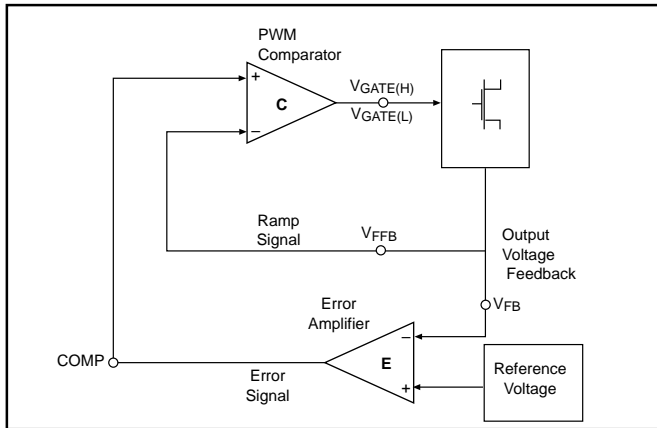 PWM
Comparator
+
C
–
VGATE(H)
VGATE(L)
Ramp
Signal
VFFB
Output
Voltage
Feedback
VFB
Error
Amplifier
–
E
+
COMP
Error
Signal
Reference
Voltage